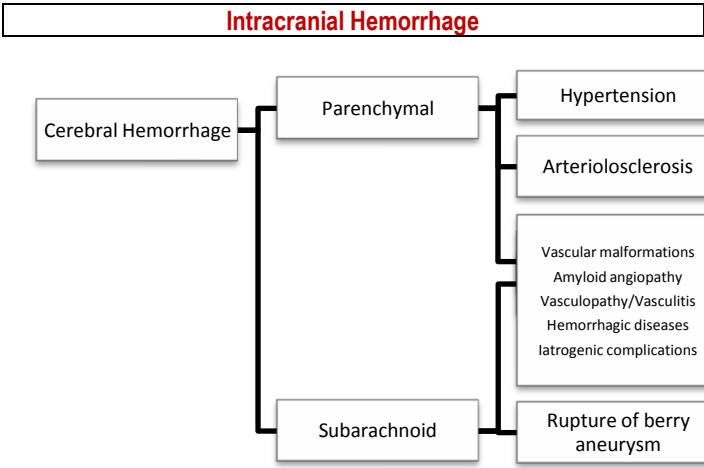 Intracranial Hemorrhage
Cerebral Hemorrhage
Parenchymal
Hypertension
Arteriolosclerosis
Vascular malformations
Amyloid angiopathy
Vasculopathy/Vasculitis
Hemorrhagic diseases
Iatrogenic complications
Subarachnoid
Rupture of berry
aneurysm